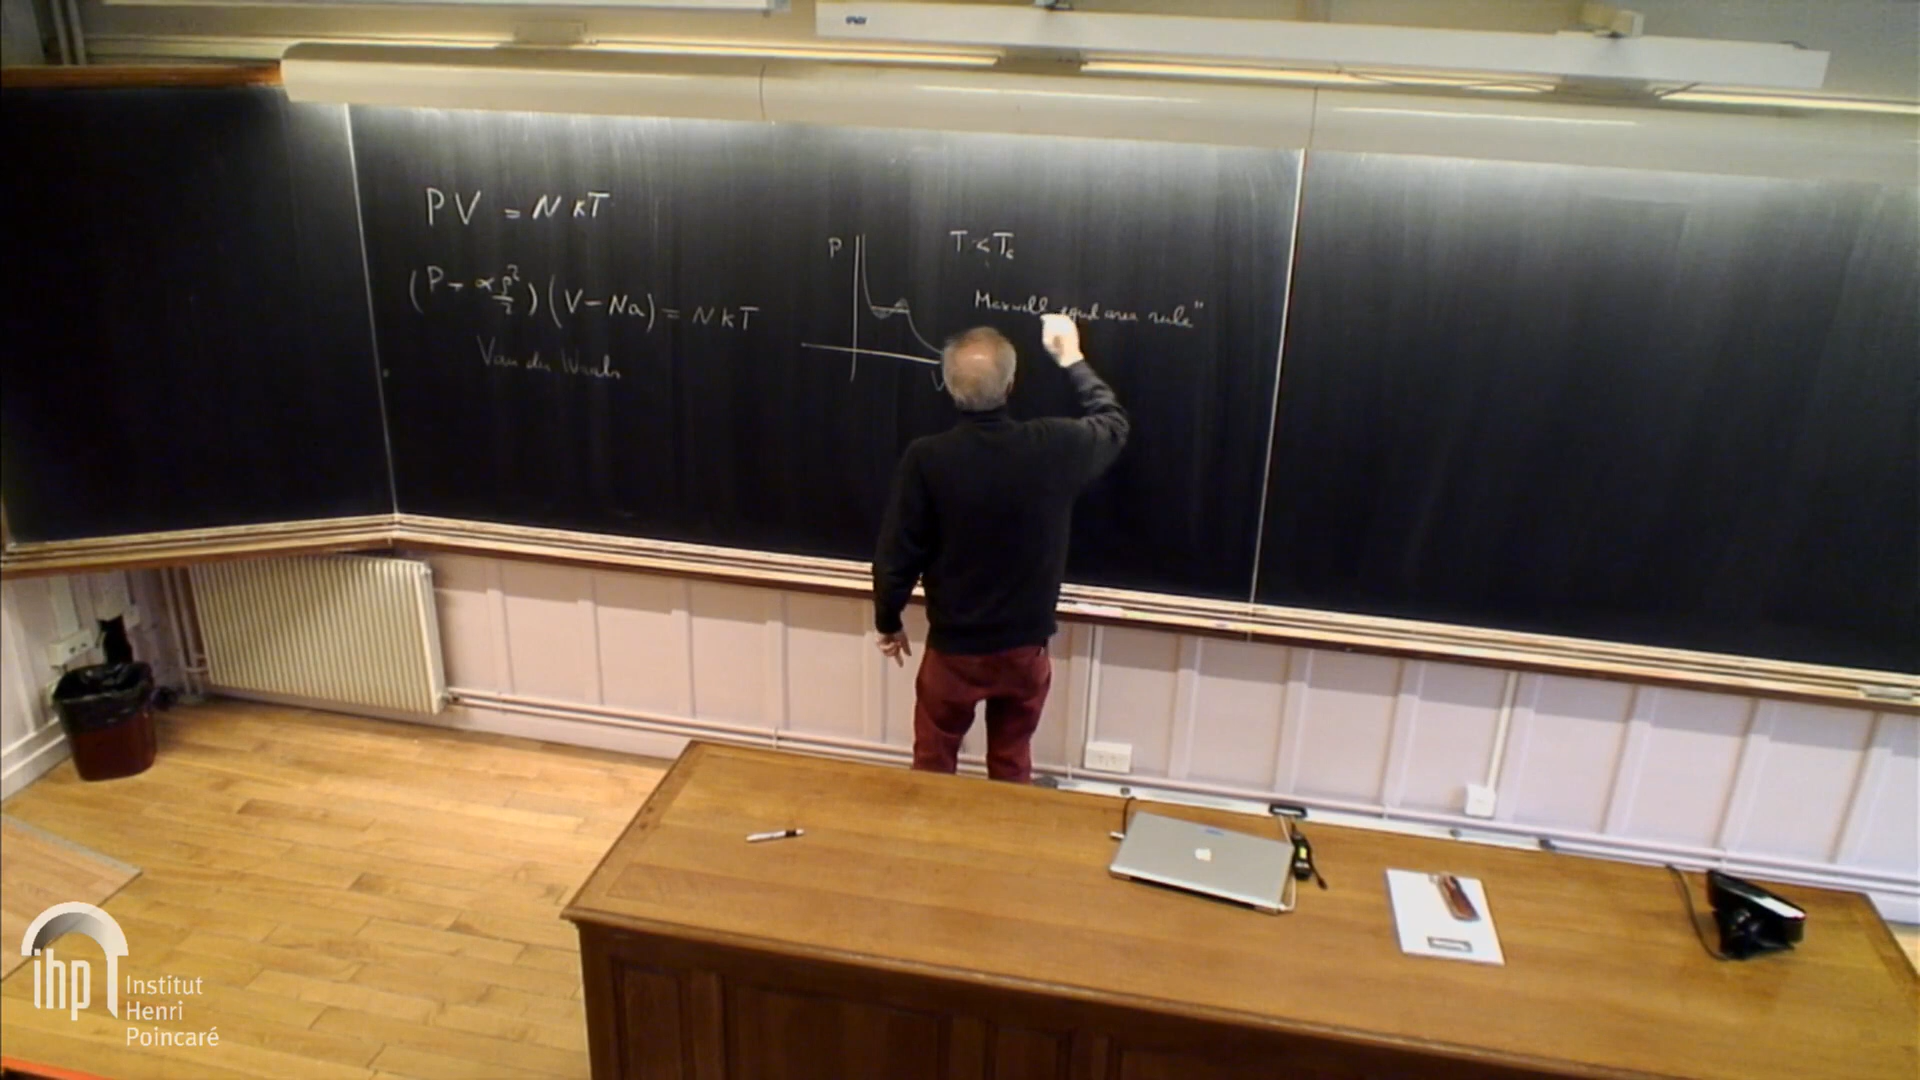 PV = NkT
(P + α ρ²/2) (V - Na) = NkT
Van der Waals
P
T < Tc
Maxwell equal area rule"
V
ihp
Institut
Henri
Poincaré